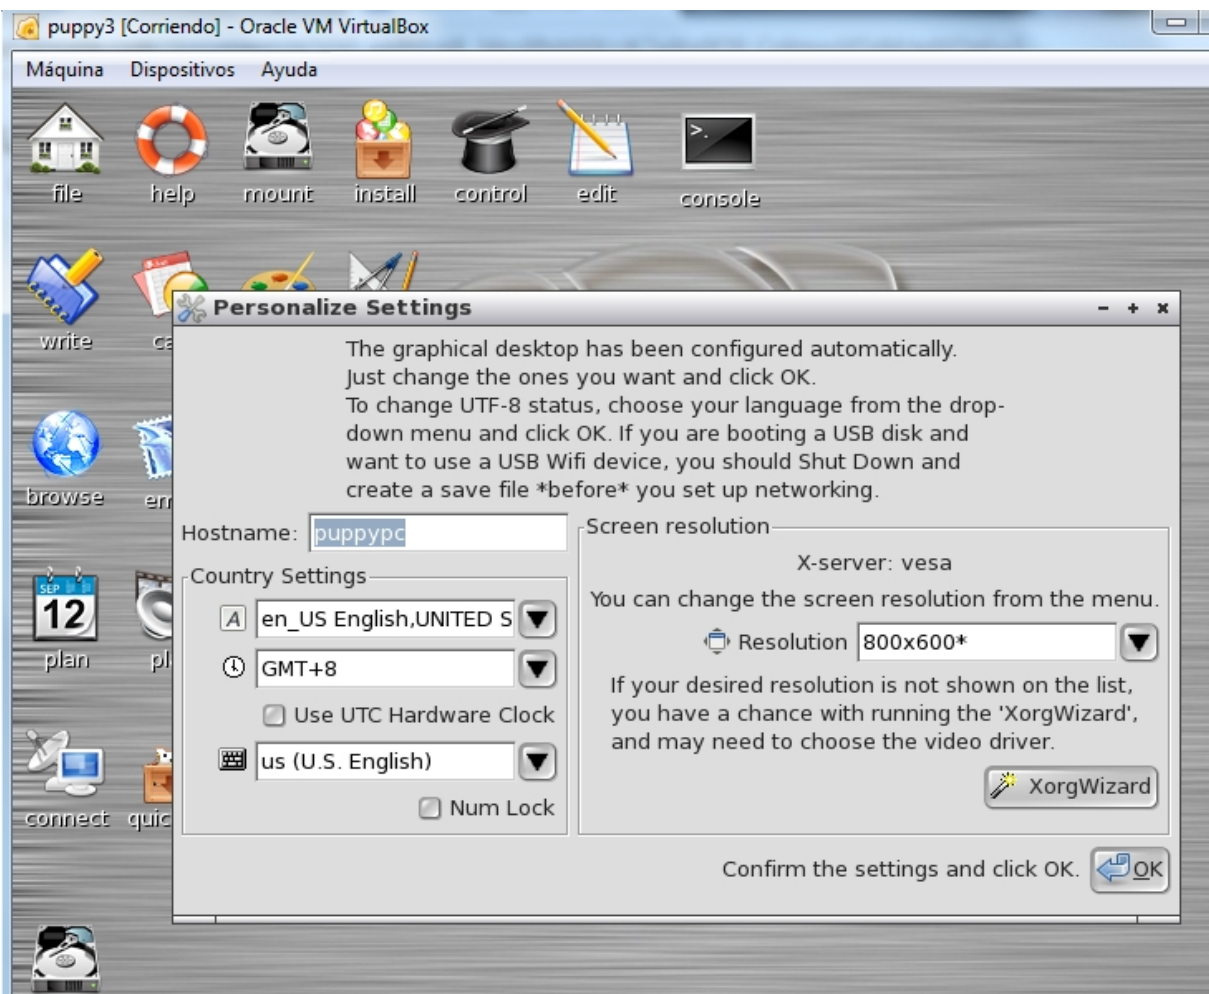 puppy3 [Corriendo] - Oracle VM VirtualBox
Máquina Dispositivos Ayuda
file help mount install control edit console
>.
write ca
Personalize Settings
The graphical desktop has been configured automatically.
Just change the ones you want and click OK.
To change UTF-8 status, choose your language from the drop-
down menu and click OK. If you are booting a USB disk and
want to use a USB Wifi device, you should Shut Down and
create a save file *before* you set up networking.
browse em
Hostname: puppypc
Country Settings
A en_US English,UNITED S
GMT+8
Use UTC Hardware Clock
us (U.S. English)
Num Lock
Screen resolution
X-server: vesa
You can change the screen resolution from the menu.
Resolution 800x600*
If your desired resolution is not shown on the list,
you have a chance with running the 'XorgWizard',
and may need to choose the video driver.
XorgWizard
Confirm the settings and click OK. OK
SEP
12
plan pl
connect quic